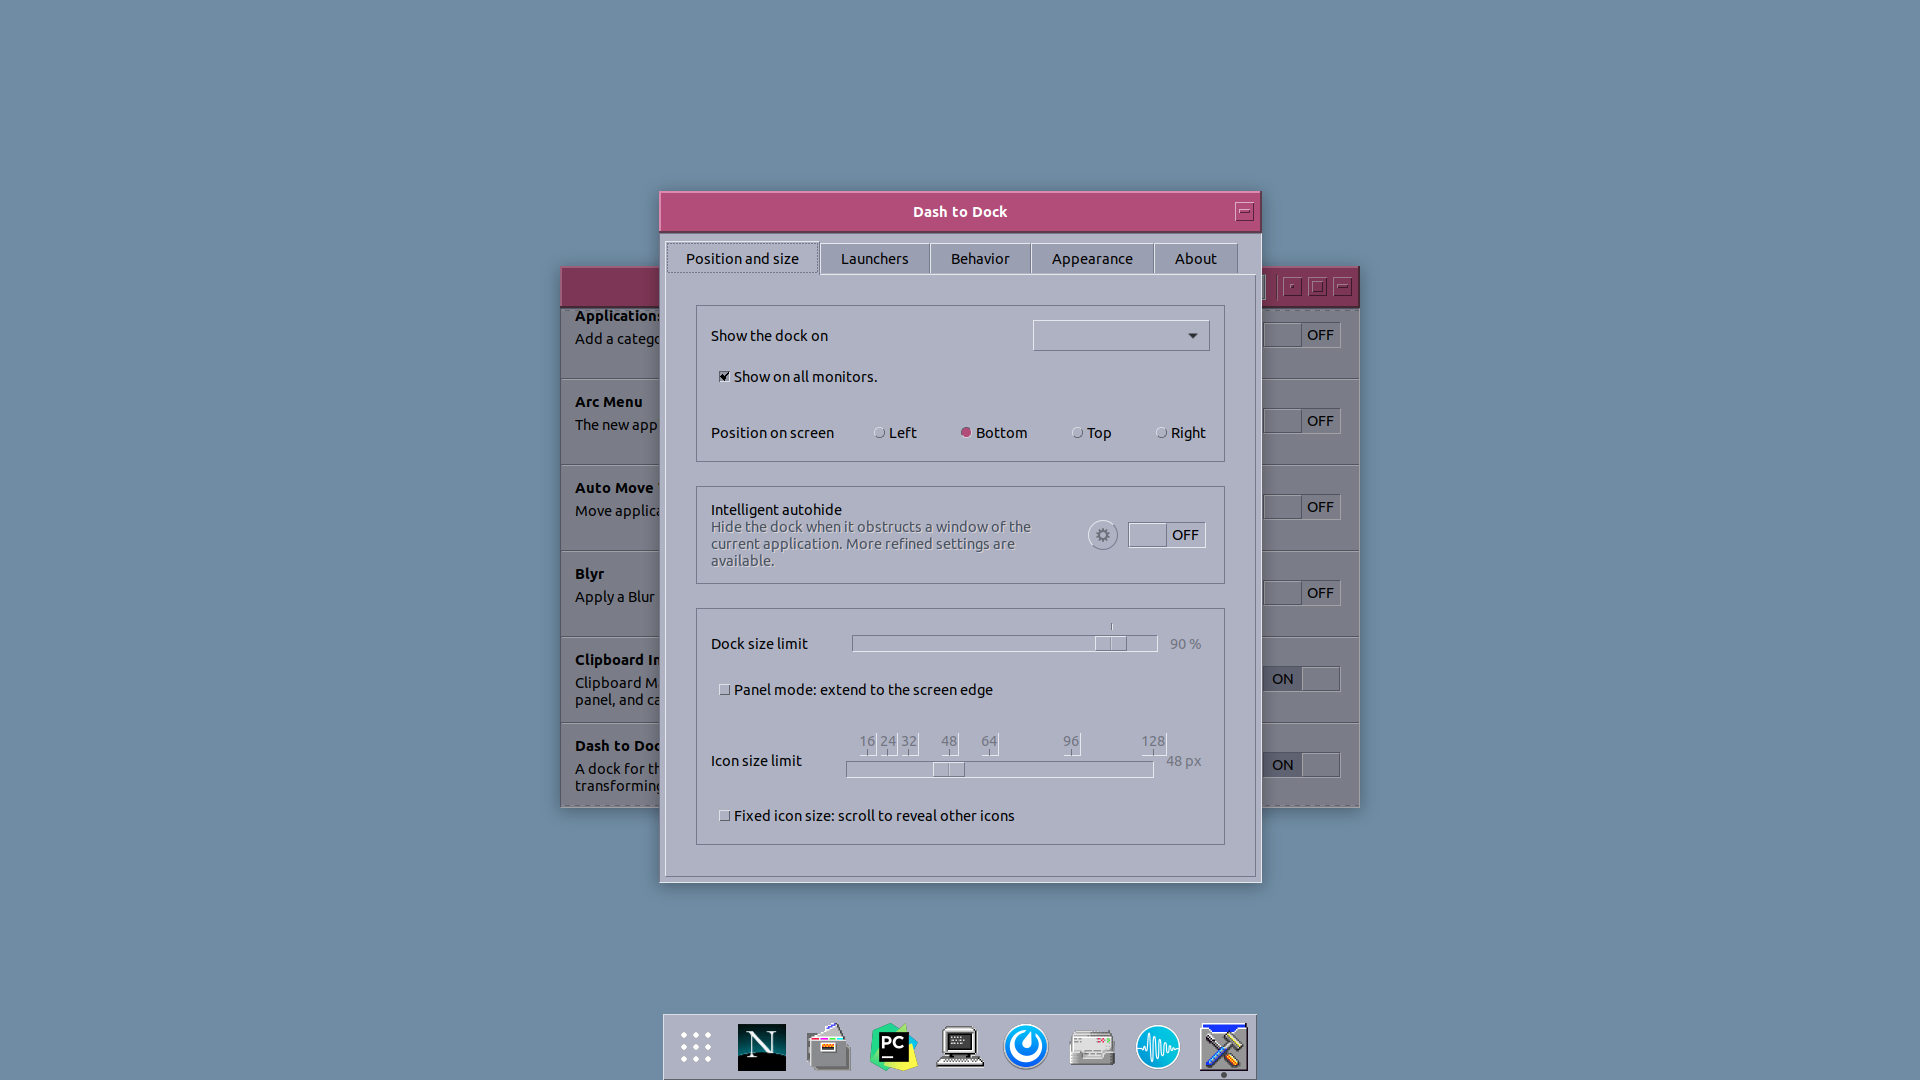 Dash to Dock
Position and size
Launchers
Behavior
Appearance
About
Show the dock on
Show on all monitors.
Position on screen
Left
Bottom
Top
Right
Intelligent autohide
Hide the dock when it obstructs a window of the
current application. More refined settings are
available.
OFF
Dock size limit
90 %
Panel mode: extend to the screen edge
16 24 32 48 64 96 128
Icon size limit
48 px
Fixed icon size: scroll to reveal other icons
Applications
Add a catego
OFF
Arc Menu
The new app
OFF
Auto Move
Move applica
OFF
Blyr
Apply a Blur
OFF
Clipboard In
Clipboard M
panel, and ca
ON
Dash to Doc
A dock for th
transforming
ON
N
PC